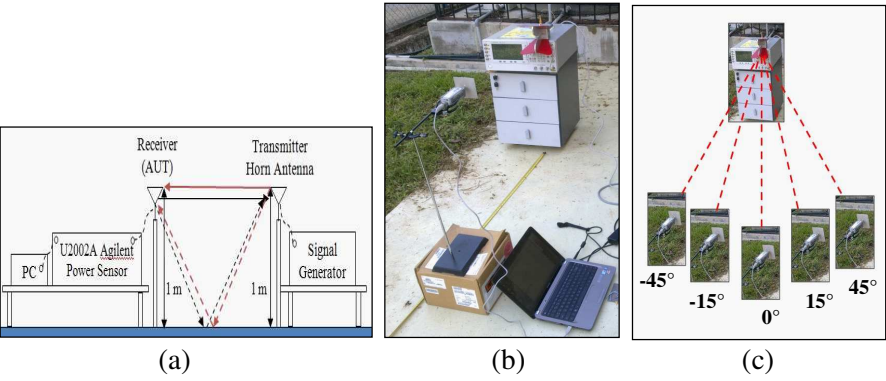 Receiver
(AUT)
Transmitter
Horn Antenna
U2002A Agilent
Power Sensor
PC
Signal
Generator
1 m
1 m
-45°
-15°
0°
15°
45°
(a)
(b)
(c)